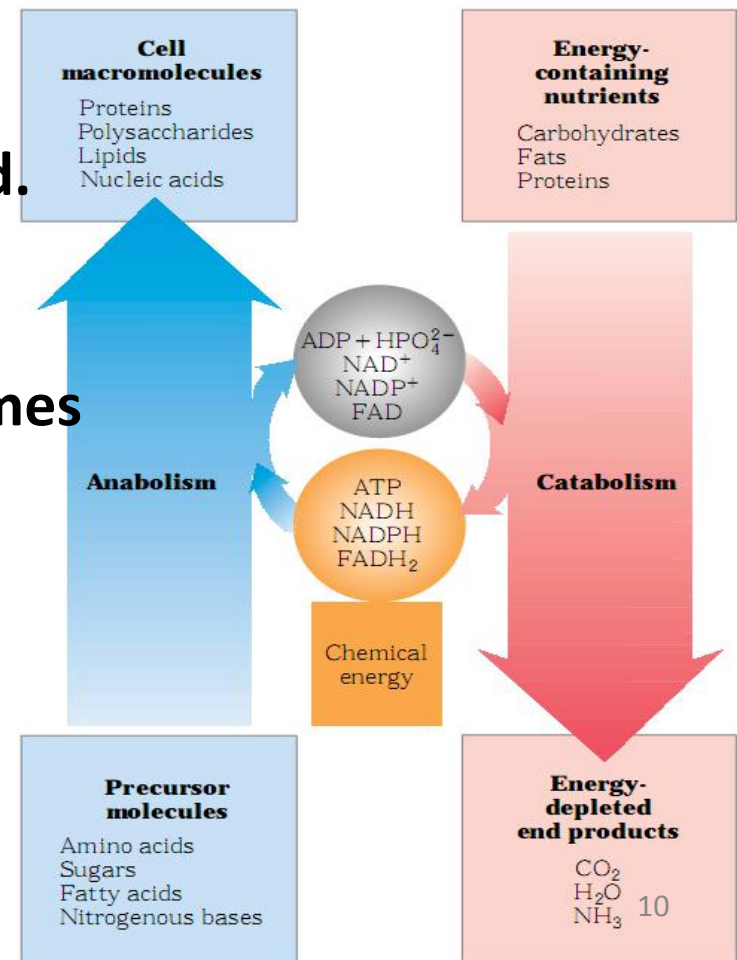 Cell
macromolecules
Proteins
Polysaccharides
Lipids
Nucleic acids
Energy-
containing
nutrients
Carbohydrates
Fats
Proteins
d.
mes
ADP + HPO₄²⁻
NAD⁺
NADP⁺
FAD
Anabolism
ATP
NADH
NADPH
FADH₂
Catabolism
Chemical
energy
Precursor
molecules
Amino acids
Sugars
Fatty acids
Nitrogenous bases
Energy-
depleted
end products
CO₂
H₂O
NH₃
10